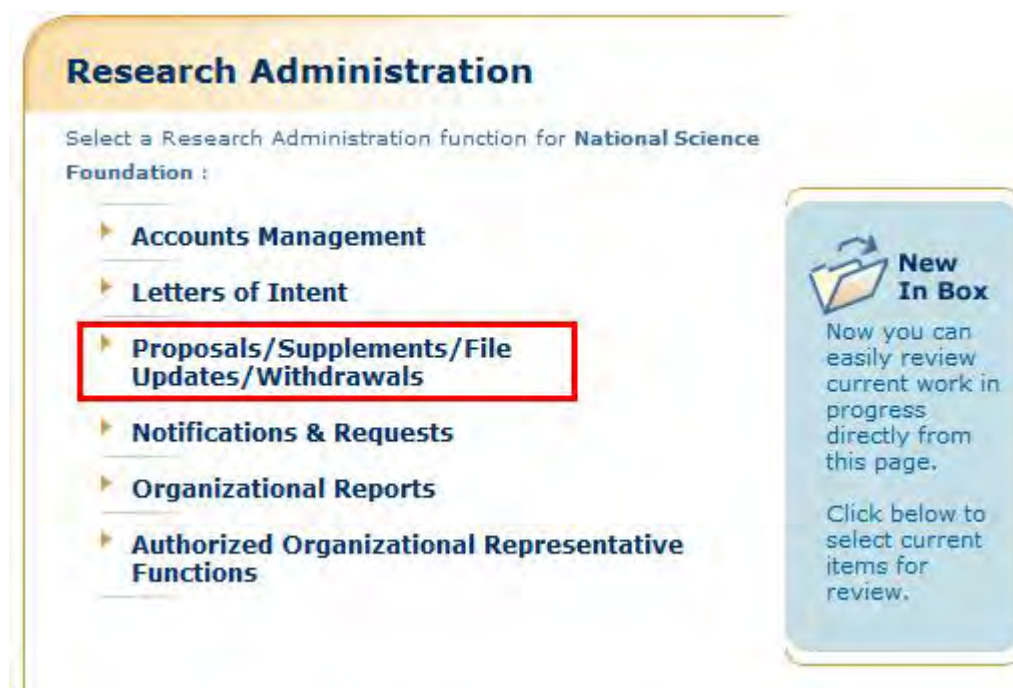 Research Administration
Select a Research Administration function for National Science
Foundation :
Accounts Management
Letters of Intent
Proposals/Supplements/File
Updates/Withdrawals
Notifications & Requests
Organizational Reports
Authorized Organizational Representative
Functions
New
In Box
Now you can
easily review
current work in
progress
directly from
this page.
Click below to
select current
items for
review.